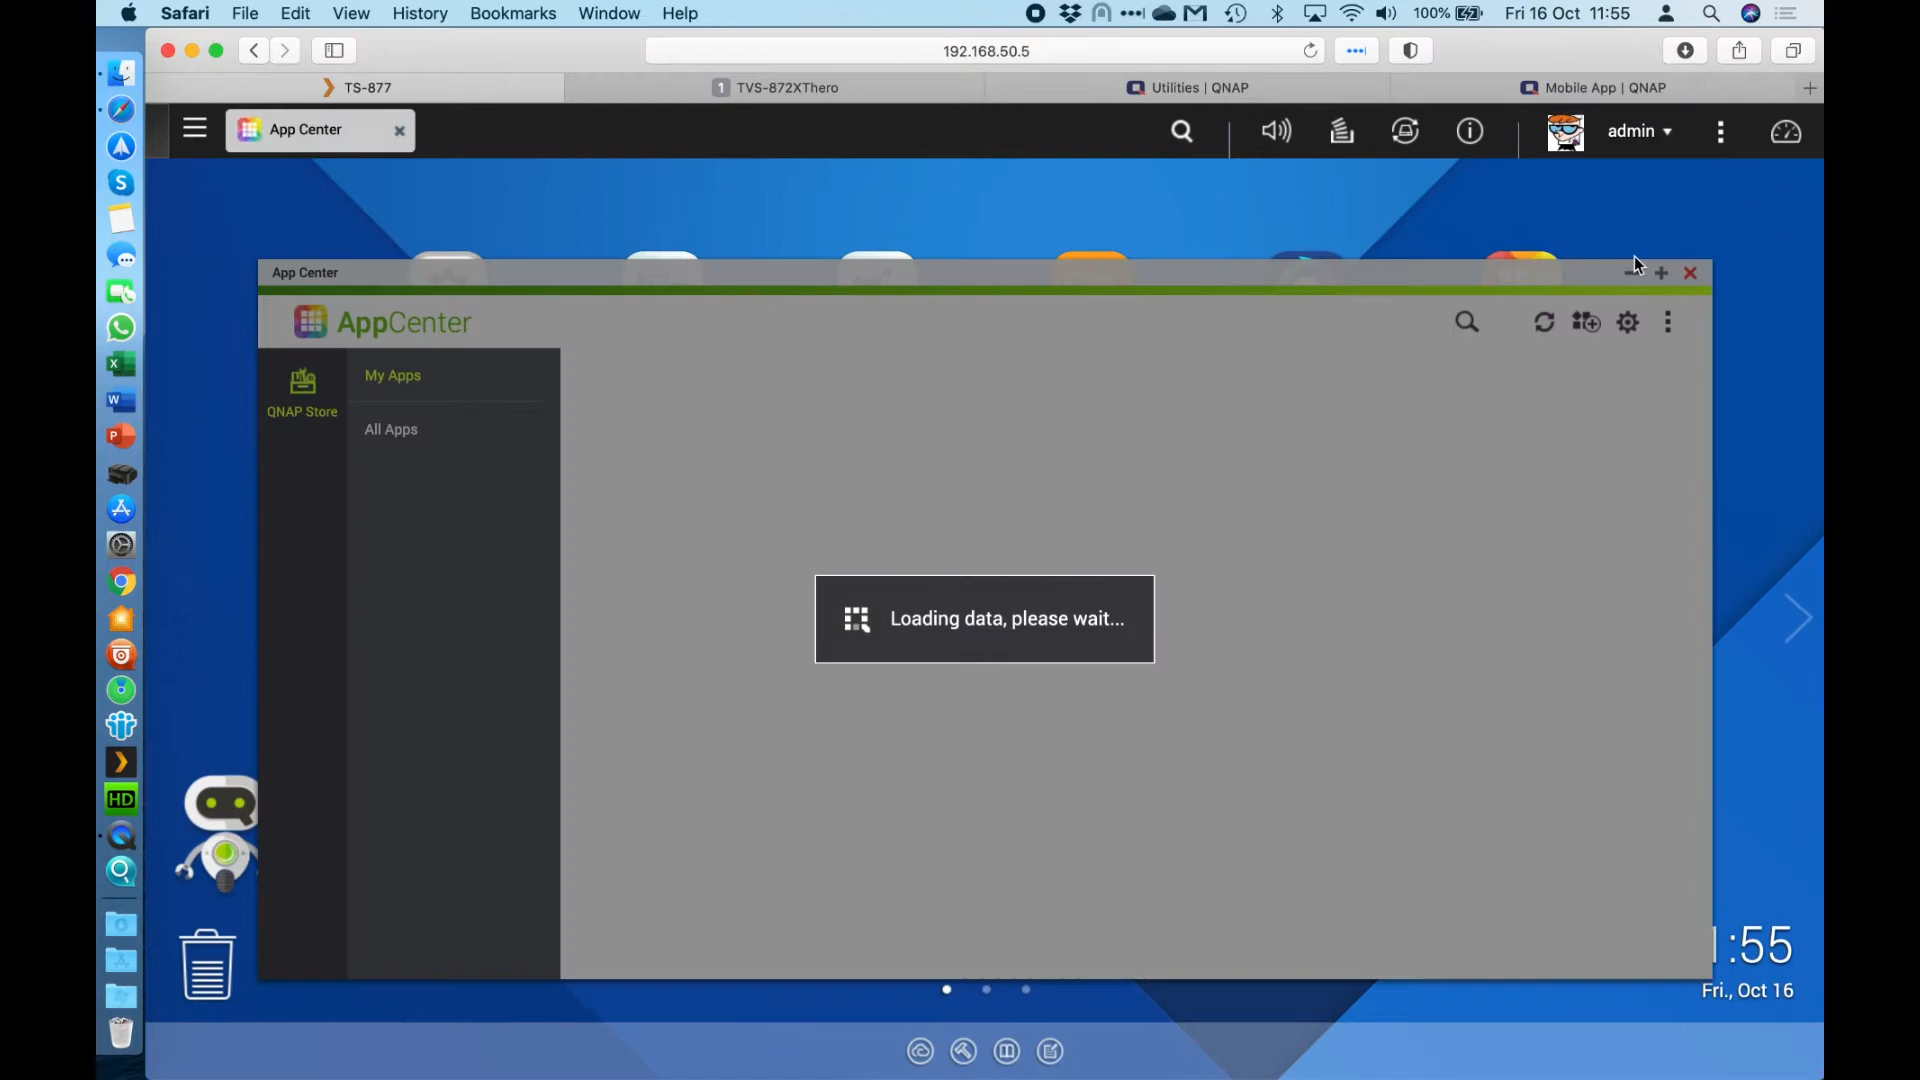 Safari File Edit View History Bookmarks Window Help 100% Fri 16 Oct 11:55
192.168.50.5
TS-877 1 TVS-872XThero Utilities | QNAP Mobile App | QNAP
App Center admin
App Center
AppCenter
QNAP Store
My Apps
All Apps
Loading data, please wait...
S
X
W
P
HD
:55
Fri., Oct 16